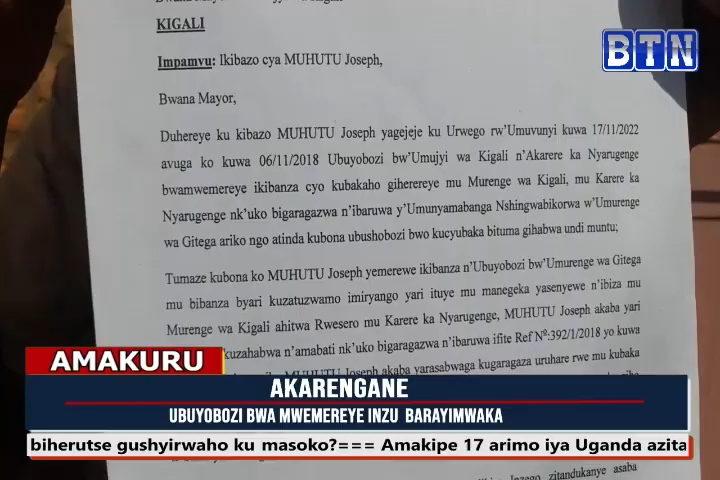 KIGALI
BTN
Impamvu: Ikibazo cya MUHUTU Joseph,
Bwana Mayor,
Duhereye ku kibazo MUHUTU Joseph yagejeje ku Urwego rw'Umuvunyi kuwa 17/11/2022
avuga ko kuwa 06/11/2018 Ubuyobozi bw'Umujyi wa Kigali n'Akarere ka Nyarugenge
bwamwemereye ikibanza cyo kubakaho giherereye mu Murenge wa Kigali, mu Karere ka
Nyarugenge nk'uko bigaragazwa n'ibaruwa y'Umunyamabanga Nshingwabikorwa w'Umurenge
wa Gitega ariko ngo atinda kubona ubushobozi bwo kucyubaka bituma gihabwa undi muntu;
Tumaze kubona ko MUHUTU Joseph yemerewe ikibanza n'Ubuyobozi bw'Umurenge wa Gitega
mu bibanza byari kuzatuzwamo imiryango yari ituye mu manegeka yasenyewe n'ibiza mu
Murenge wa Kigali ahitwa Rwesero mu Karere ka Nyarugenge, MUHUTU Joseph akaba yari
kuzahabwa n'amabati nk'uko bigaragazwa n'ibaruwa ifite Ref Nº:392/1/2018 yo kuwa
MUHUTU Joseph akaba yarasabwaga kugaragaza uruhare rwe mu kubaka
AMAKURU
AKARENGANE
UBUYOBOZI BWA MWEMEREYE INZU BARAYIMWAKA
biherutse gushyirwaho ku masoko?=== Amakipe 17 arimo iya Uganda azita
Inzego zitandukanye asaba